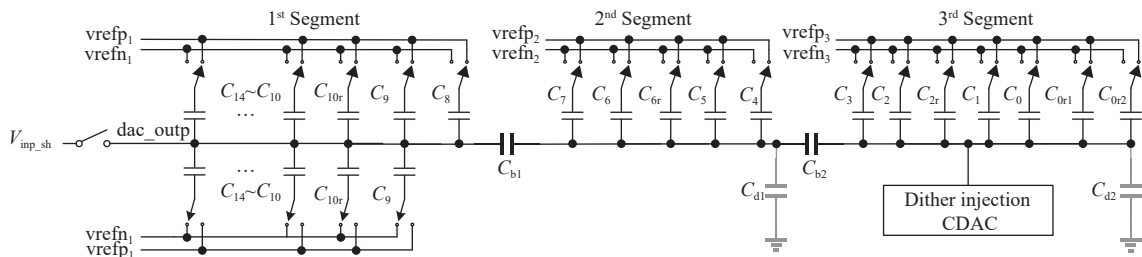 1st Segment 2nd Segment 3rd Segment
vrefp1 vrefp2 vrefp3
vrefn1 vrefn2 vrefn3
C14~C10 C10r C9 C8 C7 C6 C6r C5 C4 C3 C2 C2r C1 C0 C0r1 C0r2
...
Vinp_sh dac_outp
Cb1 Cb2
...
C14~C10 C10r C9
Cd1 Dither injection Cd2
CDAC
vrefn1
vrefp1